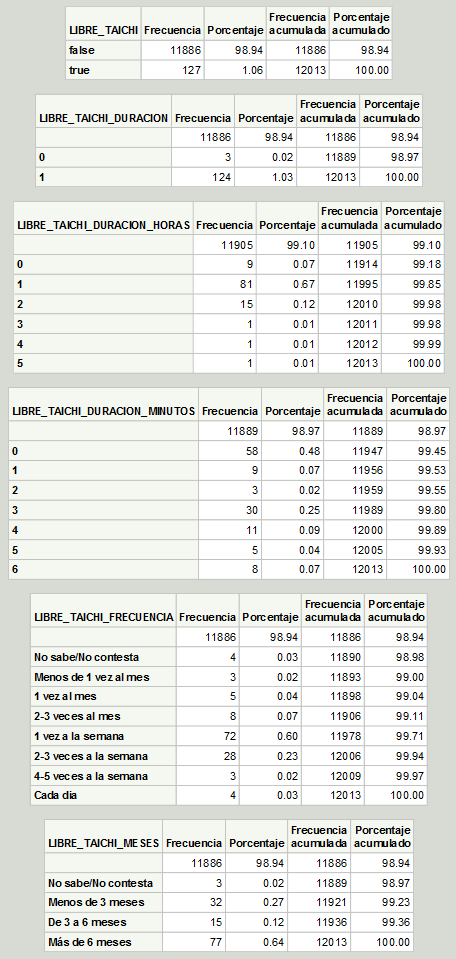 LIBRE_TAICHI Frecuencia Porcentaje Frecuencia acumulada Porcentaje acumulado
false 11886 98.94 11886 98.94
true 127 1.06 12013 100.00
LIBRE_TAICHI_DURACION Frecuencia Porcentaje Frecuencia acumulada Porcentaje acumulado
11886 98.94 11886 98.94
0 3 0.02 11889 98.97
1 124 1.03 12013 100.00
LIBRE_TAICHI_DURACION_HORAS Frecuencia Porcentaje Frecuencia acumulada Porcentaje acumulado
11905 99.10 11905 99.10
0 9 0.07 11914 99.18
1 81 0.67 11995 99.85
2 15 0.12 12010 99.98
3 1 0.01 12011 99.98
4 1 0.01 12012 99.99
5 1 0.01 12013 100.00
LIBRE_TAICHI_DURACION_MINUTOS Frecuencia Porcentaje Frecuencia acumulada Porcentaje acumulado
11889 98.97 11889 98.97
0 58 0.48 11947 99.45
1 9 0.07 11956 99.53
2 3 0.02 11959 99.55
3 30 0.25 11989 99.80
4 11 0.09 12000 99.89
5 5 0.04 12005 99.93
6 8 0.07 12013 100.00
LIBRE_TAICHI_FRECUENCIA Frecuencia Porcentaje Frecuencia acumulada Porcentaje acumulado
11886 98.94 11886 98.94
No sabe/No contesta 4 0.03 11890 98.98
Menos de 1 vez al mes 3 0.02 11893 99.00
1 vez al mes 5 0.04 11898 99.04
2-3 veces al mes 8 0.07 11906 99.11
1 vez a la semana 72 0.60 11978 99.71
2-3 veces a la semana 28 0.23 12006 99.94
4-5 veces a la semana 3 0.02 12009 99.97
Cada dia 4 0.03 12013 100.00
LIBRE_TAICHI_MESES Frecuencia Porcentaje Frecuencia acumulada Porcentaje acumulado
11886 98.94 11886 98.94
No sabe/No contesta 3 0.02 11889 98.97
Menos de 3 meses 32 0.27 11921 99.23
De 3 a 6 meses 15 0.12 11936 99.36
Más de 6 meses 77 0.64 12013 100.00